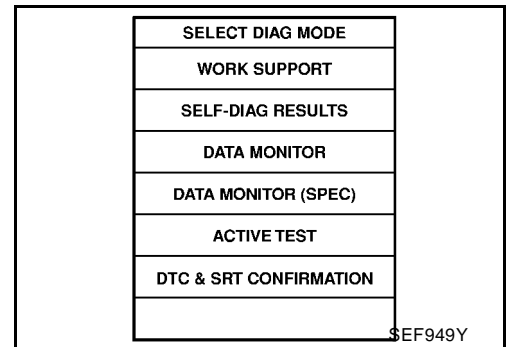 SELECT DIAG MODE
WORK SUPPORT
SELF-DIAG RESULTS
DATA MONITOR
DATA MONITOR (SPEC)
ACTIVE TEST
DTC & SRT CONFIRMATION
SEF949Y